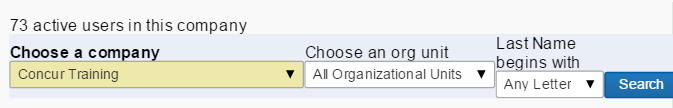 73 active users in this company
Choose a company
Choose an org unit
Last Name
begins with
Concur Training
All Organizational Units
Any Letter
Search